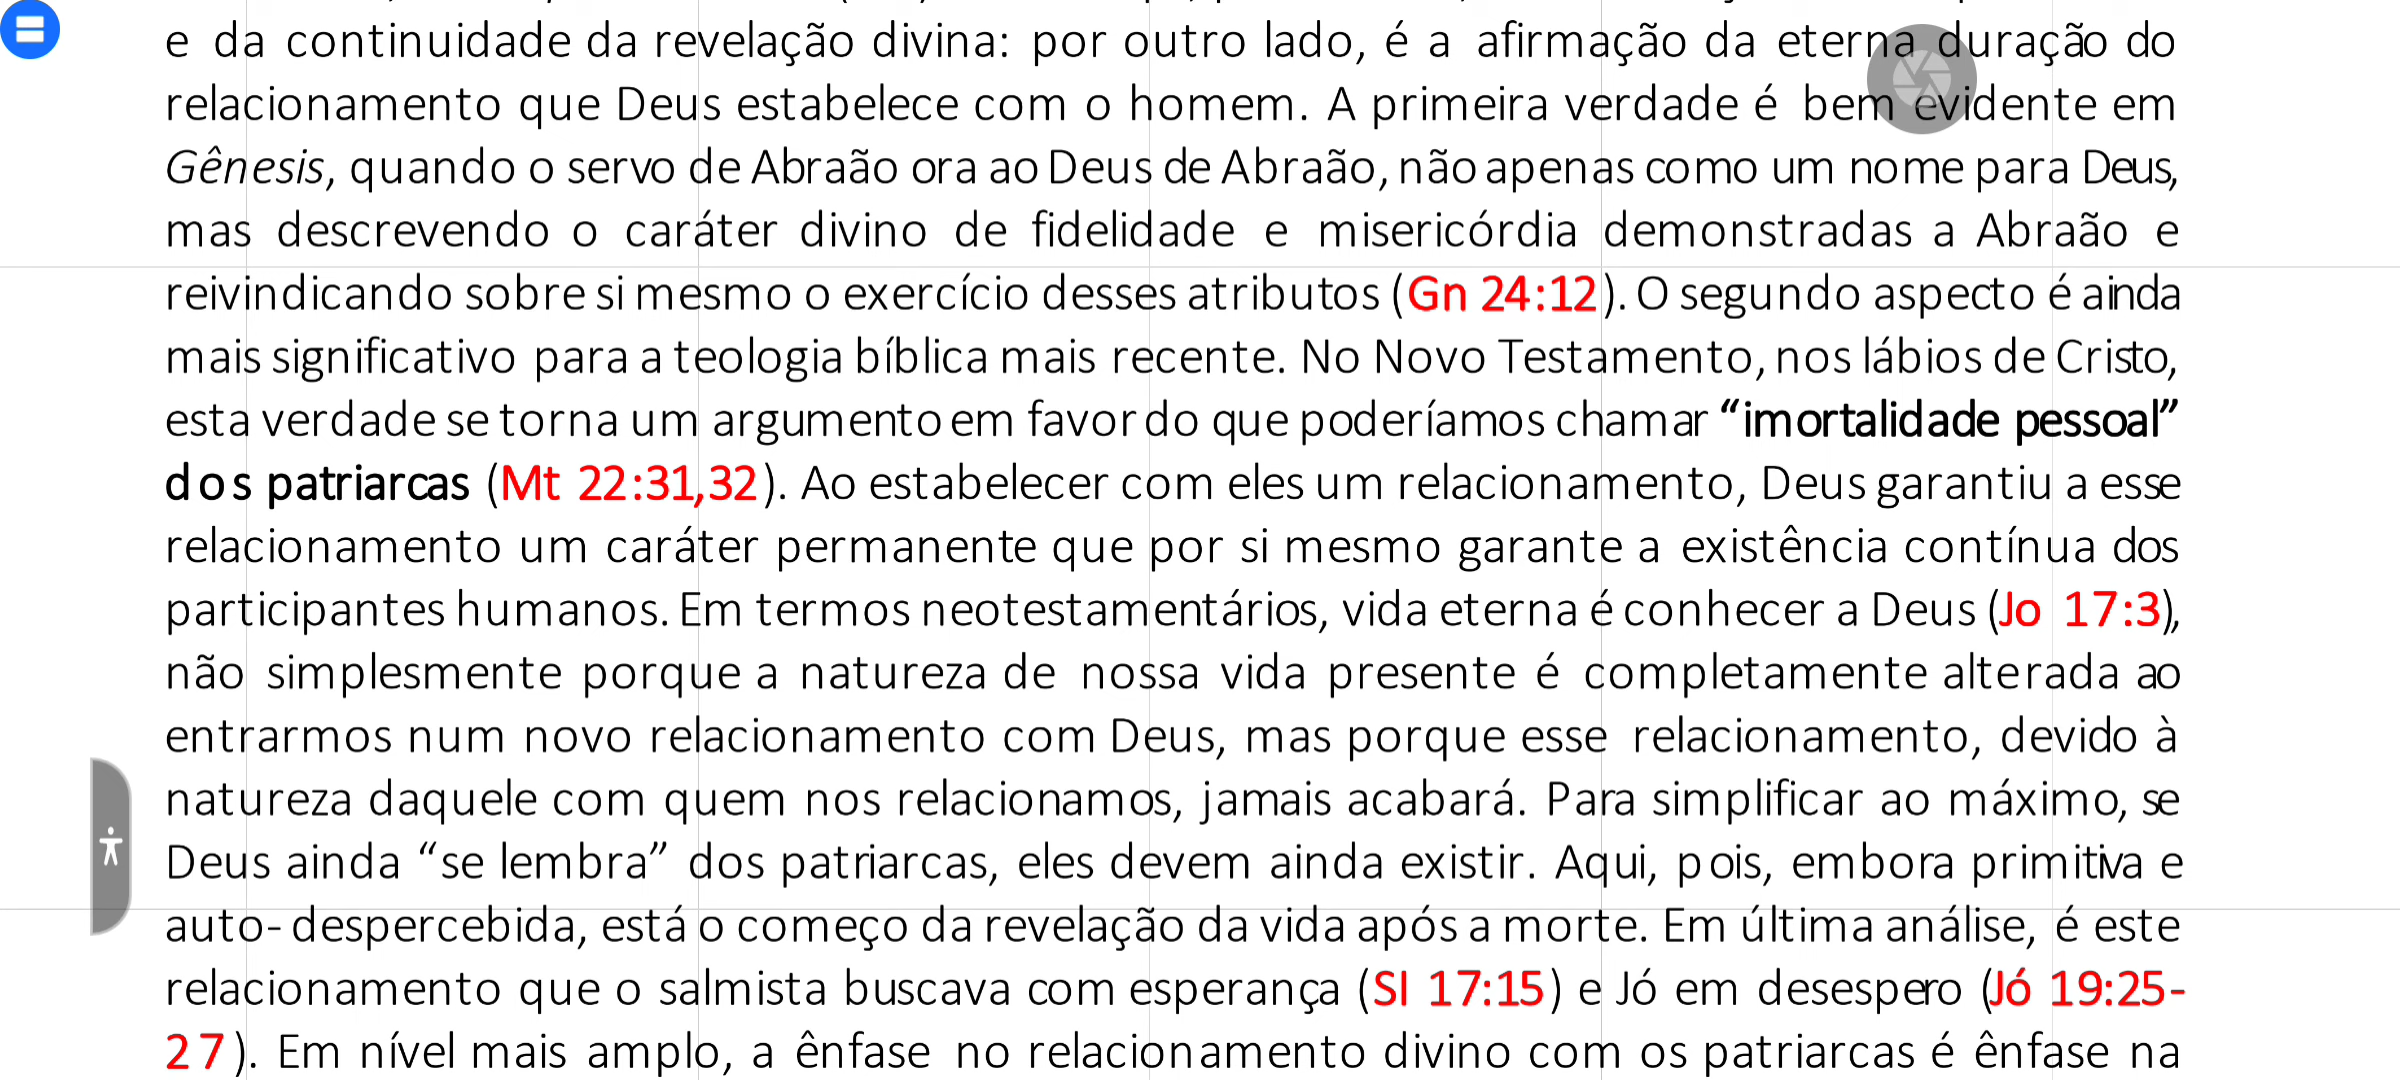 e da continuidade da revelação divina: por outro lado, é a afirmação da eterna duração do
relacionamento que Deus estabelece com o homem. A primeira verdade é bem evidente em
Gênesis, quando o servo de Abraão ora ao Deus de Abraão, não apenas como um nome para Deus,
mas descrevendo o caráter divino de fidelidade e misericórdia demonstradas a Abraão e
reivindicando sobre si mesmo o exercício desses atributos (Gn 24:12). O segundo aspecto é ainda
mais significativo para a teologia bíblica mais recente. No Novo Testamento, nos lábios de Cristo,
esta verdade se torna um argumento em favor do que poderíamos chamar “imortalidade pessoal”
dos patriarcas (Mt 22:31,32). Ao estabelecer com eles um relacionamento, Deus garantiu a esse
relacionamento um caráter permanente que por si mesmo garante a existência contínua dos
participantes humanos. Em termos neotestamentários, vida eterna é conhecer a Deus (Jo 17:3),
não simplesmente porque a natureza de nossa vida presente é completamente alterada ao
entrarmos num novo relacionamento com Deus, mas porque esse relacionamento, devido à
natureza daquele com quem nos relacionamos, jamais acabará. Para simplificar ao máximo, se
Deus ainda “se lembra” dos patriarcas, eles devem ainda existir. Aqui, pois, embora primitiva e
auto-despercebida, está o começo da revelação da vida após a morte. Em última análise, é este
relacionamento que o salmista buscava com esperança (Sl 17:15) e Jó em desespero (Jó 19:25-
27). Em nível mais amplo, a ênfase no relacionamento divino com os patriarcas é ênfase na